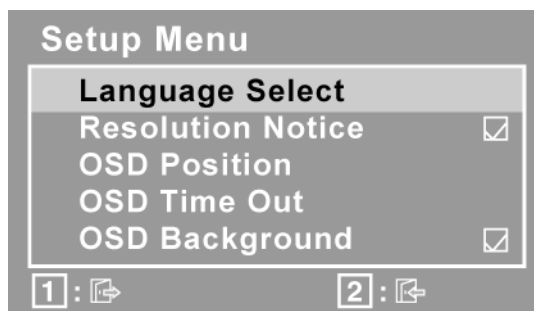 Setup Menu
Language Select
Resolution Notice
OSD Position
OSD Time Out
OSD Background
1 : 2 :